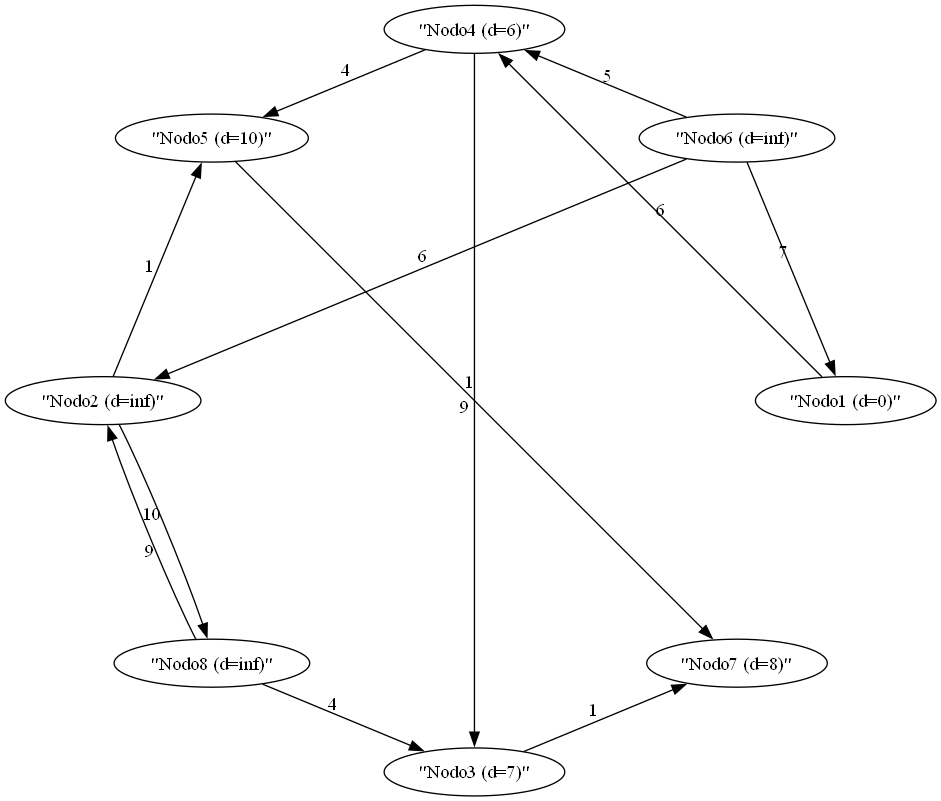 "Nodo4 (d=6)"
4
5
"Nodo5 (d=10)"
"Nodo6 (d=inf)"
6
6
7
1
1
9
"Nodo2 (d=inf)"
"Nodo1 (d=0)"
10
9
"Nodo8 (d=inf)"
"Nodo7 (d=8)"
4
1
"Nodo3 (d=7)"